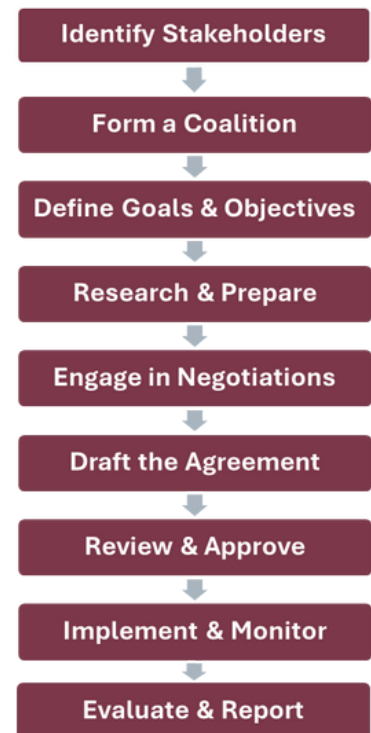 Identify Stakeholders
Form a Coalition
Define Goals & Objectives
Research & Prepare
Engage in Negotiations
Draft the Agreement
Review & Approve
Implement & Monitor
Evaluate & Report